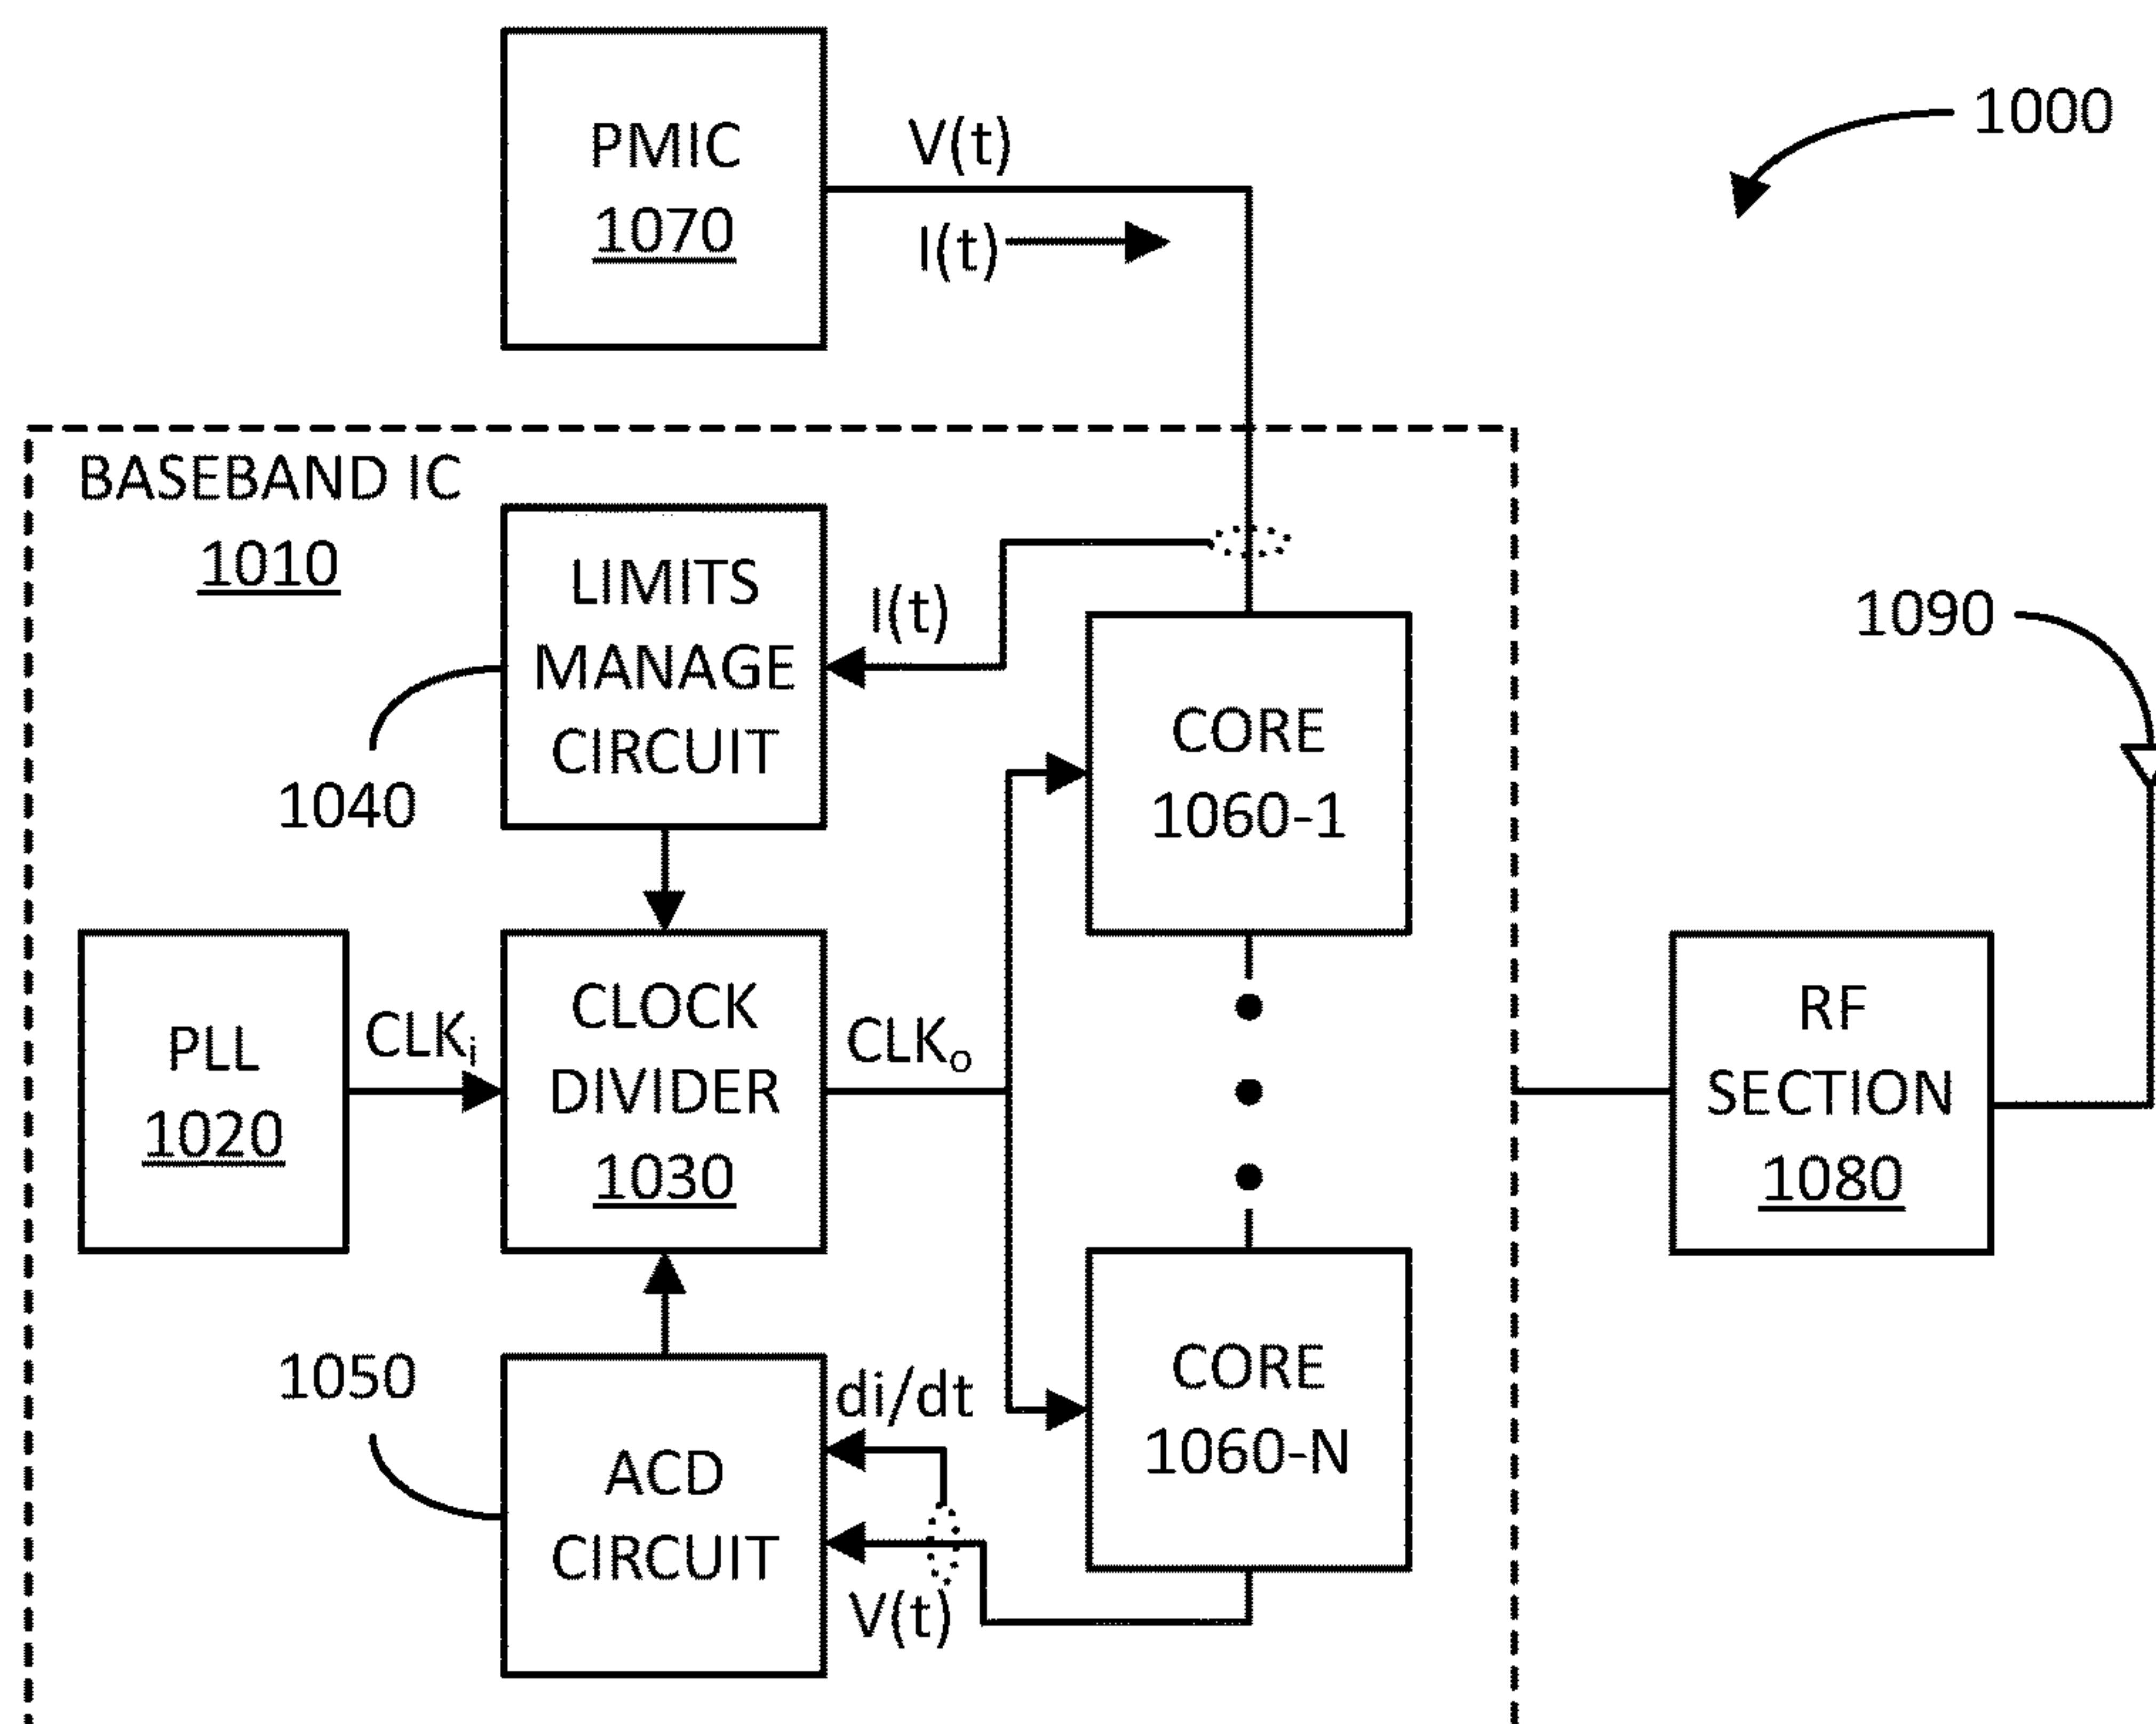 PMIC
1070
V(t)
I(t)
1000
BASEBAND IC
1010
LIMITS
MANAGE
CIRCUIT
1040
I(t)
CORE
1060-1
1090
PLL
1020
CLKi
CLOCK
DIVIDER
1030
CLKo
RF
SECTION
1080
1050
ACD
CIRCUIT
di/dt
V(t)
CORE
1060-N